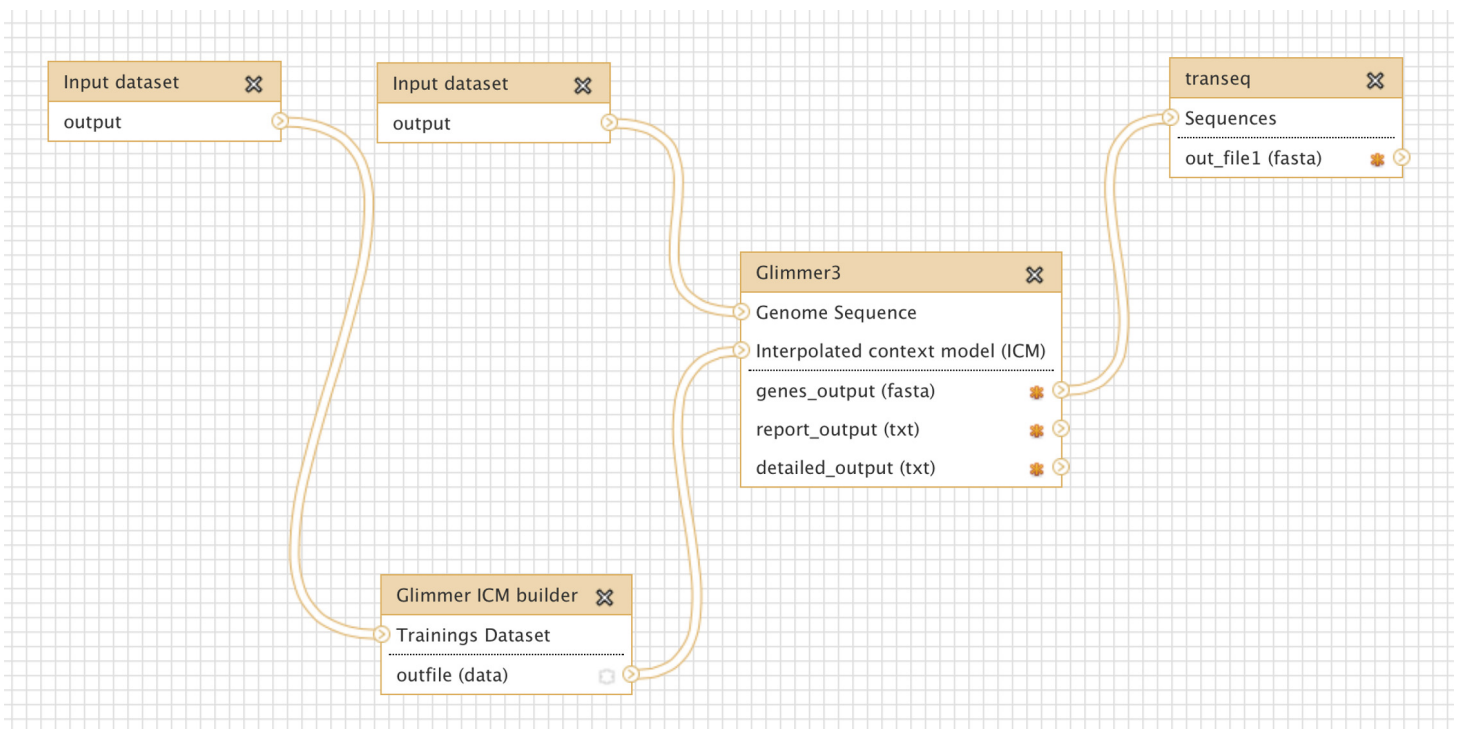 Input dataset
output
Input dataset
output
transeq
Sequences
out_file1 (fasta)
Glimmer3
Genome Sequence
Interpolated context model (ICM)
genes_output (fasta)
report_output (txt)
detailed_output (txt)
Glimmer ICM builder
Trainings Dataset
outfile (data)